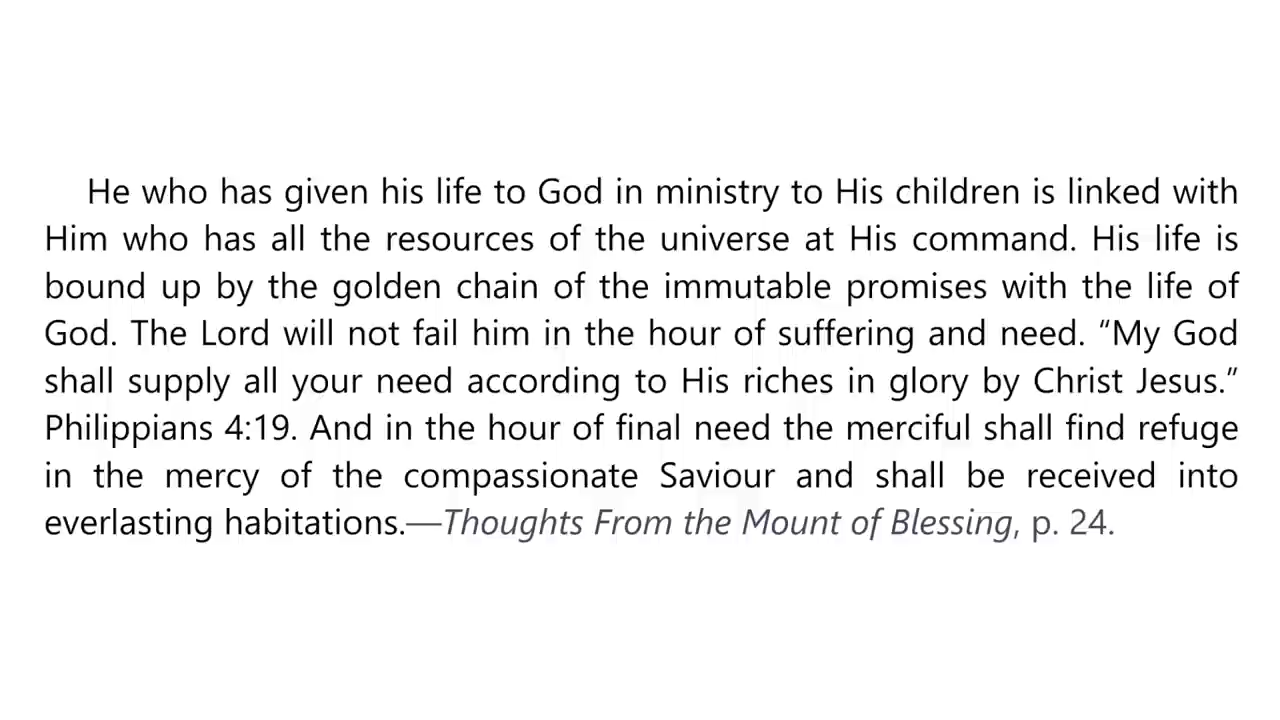 He who has given his life to God in ministry to His children is linked with
Him who has all the resources of the universe at His command. His life is
bound up by the golden chain of the immutable promises with the life of
God. The Lord will not fail him in the hour of suffering and need. “My God
shall supply all your need according to His riches in glory by Christ Jesus.”
Philippians 4:19. And in the hour of final need the merciful shall find refuge
in the mercy of the compassionate Saviour and shall be received into
everlasting habitations.—Thoughts From the Mount of Blessing, p. 24.